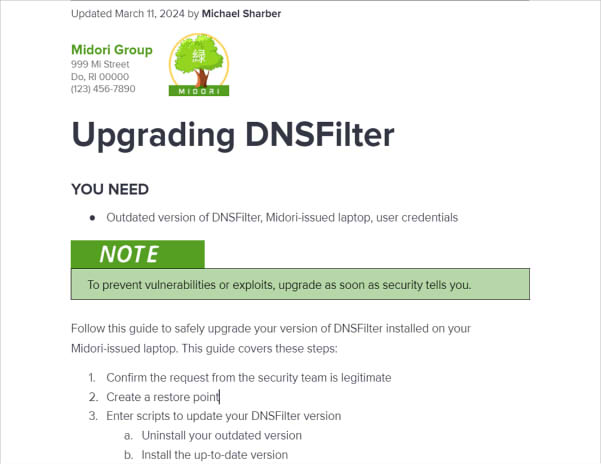 Updated March 11, 2024 by Michael Sharber
Midori Group
999 Mi Street
Do, RI 00000
(123) 456-7890
緑
MIDORI
Upgrading DNSFilter
YOU NEED
● Outdated version of DNSFilter, Midori-issued laptop, user credentials
NOTE
To prevent vulnerabilities or exploits, upgrade as soon as security tells you.
Follow this guide to safely upgrade your version of DNSFilter installed on your
Midori-issued laptop. This guide covers these steps:
1. Confirm the request from the security team is legitimate
2. Create a restore point
3. Enter scripts to update your DNSFilter version
a. Uninstall your outdated version
b. Install the up-to-date version